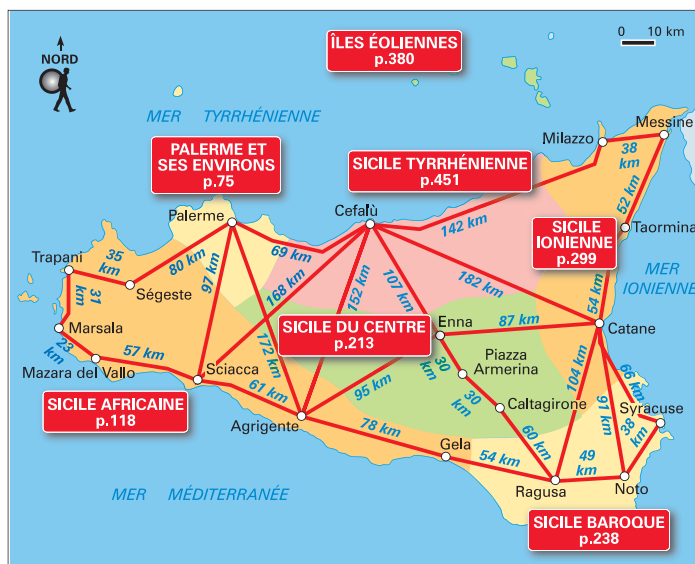 ÎLES ÉOLIENNES
p.380
0 10 km
NORD
MER TYRRHÉNIENNE
PALERME ET
SES ENVIRONS
p.75
SICILE TYRRHÉNIENNE
p.451
Milazzo
Messine
38
km
52 km
Palerme
Cefalù
142 km
SICILE
IONIENNE
p.299
Taormina
MER
IONIENNE
Trapani
35
km
80 km
97 km
69 km
168 km
152 km
107 km
182 km
54 km
Ségeste
31
km
Marsala
23
km
Mazara del Vallo
57 km
Sciacca
172 km
SICILE DU CENTRE
p.213
Enna
87 km
Catane
30
km
Piazza
Armerina
104 km
66 km
91 km
Syracuse
38
km
SICILE AFRICAINE
p.118
61 km
Agrigente
95 km
30
km
Caltagirone
78 km
60 km
Gela
54 km
49
km
Ragusa
Noto
MER MÉDITERRANÉE
SICILE BAROQUE
p.238